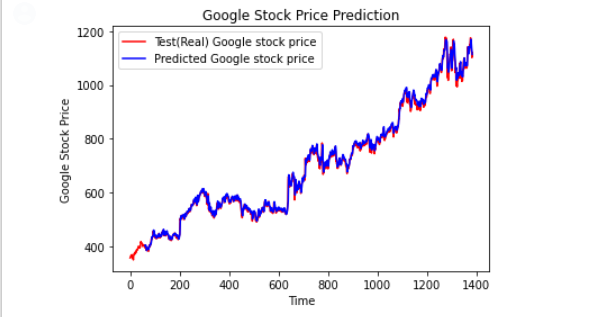 Google Stock Price Prediction
Test(Real) Google stock price
Predicted Google stock price
Google Stock Price
1200
1000
800
600
400
0 200 400 600 800 1000 1200 1400
Time